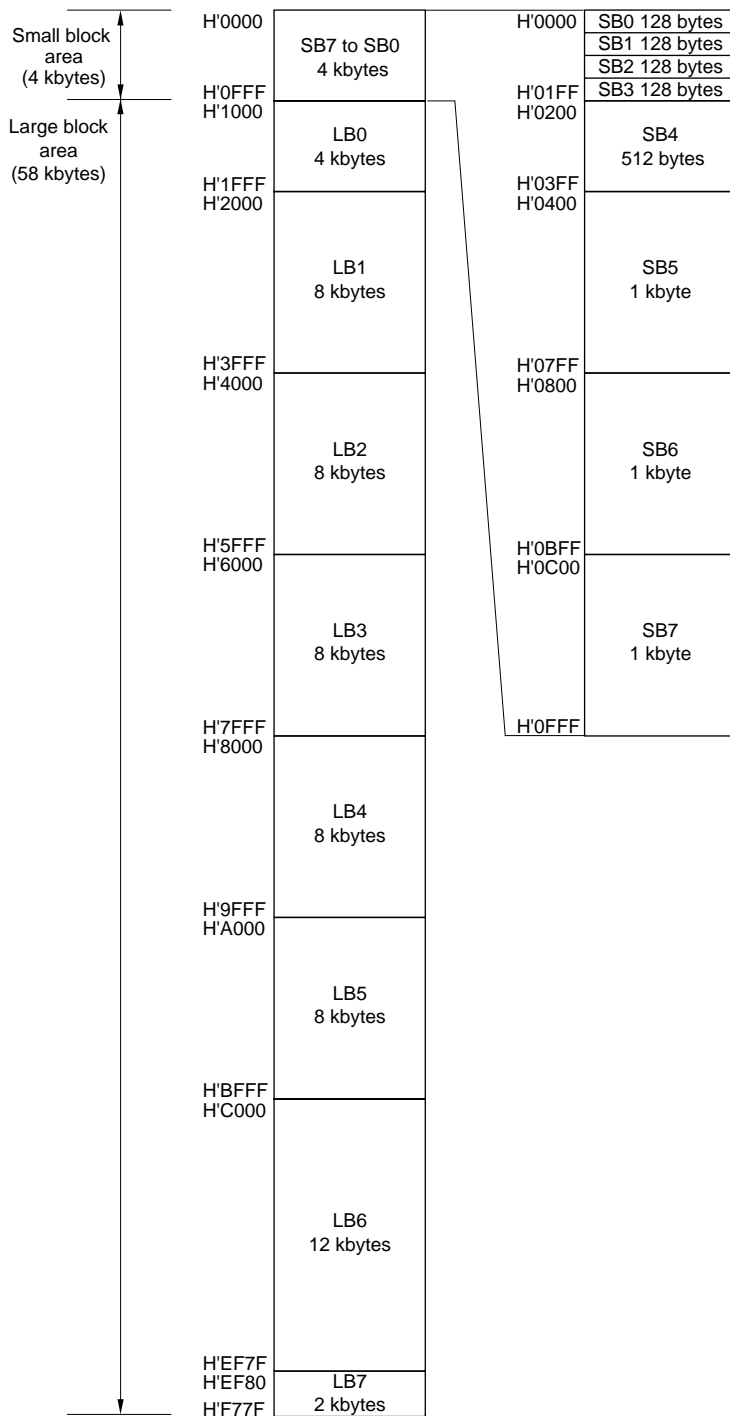 Small block
area
(4 kbytes)
Large block
area
(58 kbytes)
H'0000
SB7 to SB0
4 kbytes
H'0FFF
H'1000
LB0
4 kbytes
H'1FFF
H'2000
LB1
8 kbytes
H'3FFF
H'4000
LB2
8 kbytes
H'5FFF
H'6000
LB3
8 kbytes
H'7FFF
H'8000
LB4
8 kbytes
H'9FFF
H'A000
LB5
8 kbytes
H'BFFF
H'C000
LB6
12 kbytes
H'EF7F
H'EF80
LB7
2 kbytes
H'F77F
H'0000
SB0 128 bytes
SB1 128 bytes
SB2 128 bytes
SB3 128 bytes
H'01FF
H'0200
SB4
512 bytes
H'03FF
H'0400
SB5
1 kbyte
H'07FF
H'0800
SB6
1 kbyte
H'0BFF
H'0C00
SB7
1 kbyte
H'0FFF